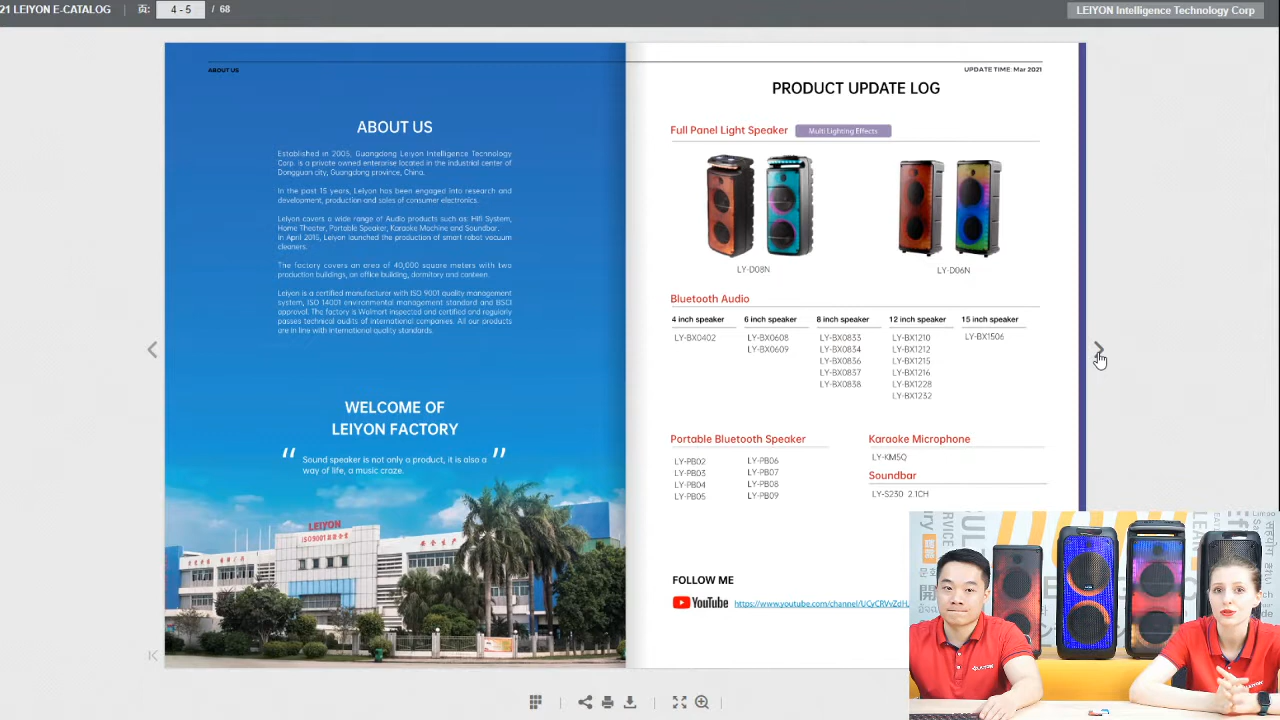 21 LEIYON E-CATALOG
4 - 5 / 68
LEIYON Intelligence Technology Corp
ABOUT US
ABOUT US
Established in 2005, Guangdong Leiyon Intelligence Technology
Corp. is a private owned enterise located in the industrial center of
Dongguan city, Guangdong province, China.
In the past 15 years, Leiyon has been engaged into research and
development, production and sales of consumer electronics.
Leiyon covers a wide range of Audio products such as: Hifi System,
Home Theater, Portable Speaker, Karaoke Machine and Soundbar.
In April 2015, Leiyon launched the production of smart robot vacuum
cleaners.
The factory covers an area of 40,000 square meters with two
production buildings, an office building, dormitory and canteen.
Leiyon is a certified manufacturer with ISO 9001 quality management
system, ISO 14001 environmental management standard and BSCI
approval. The factory is Walmart inspected and certified and regularly
passes technical audits of international companies. All our products
are in line with international quality standards.
WELCOME OF
LEIYON FACTORY
“ Sound speaker is not only a product, it is also a ”
way of life, a music craze.
LEIYON
UPDATE TIME: Mar 2021
PRODUCT UPDATE LOG
Full Panel Light Speaker Multi Lighting Effects
LY-D08N
LY-D06N
Bluetooth Audio
4 inch speaker 6 inch speaker 8 inch speaker 12 inch speaker 15 inch speaker
LY-BX0402 LY-BX0608 LY-BX0833 LY-BX1210 LY-BX1506
LY-BX0609 LY-BX0834 LY-BX1212
LY-BX0836 LY-BX1215
LY-BX0837 LY-BX1216
LY-BX0838 LY-BX1228
LY-BX1232
Portable Bluetooth Speaker
LY-PB02 LY-PB06
LY-PB03 LY-PB07
LY-PB04 LY-PB08
LY-PB05 LY-PB09
Karaoke Microphone
LY-KM5Q
Soundbar
LY-S230 2.1CH
FOLLOW ME
YouTube https://www.youtube.com/channel/UCyCRVvZdH